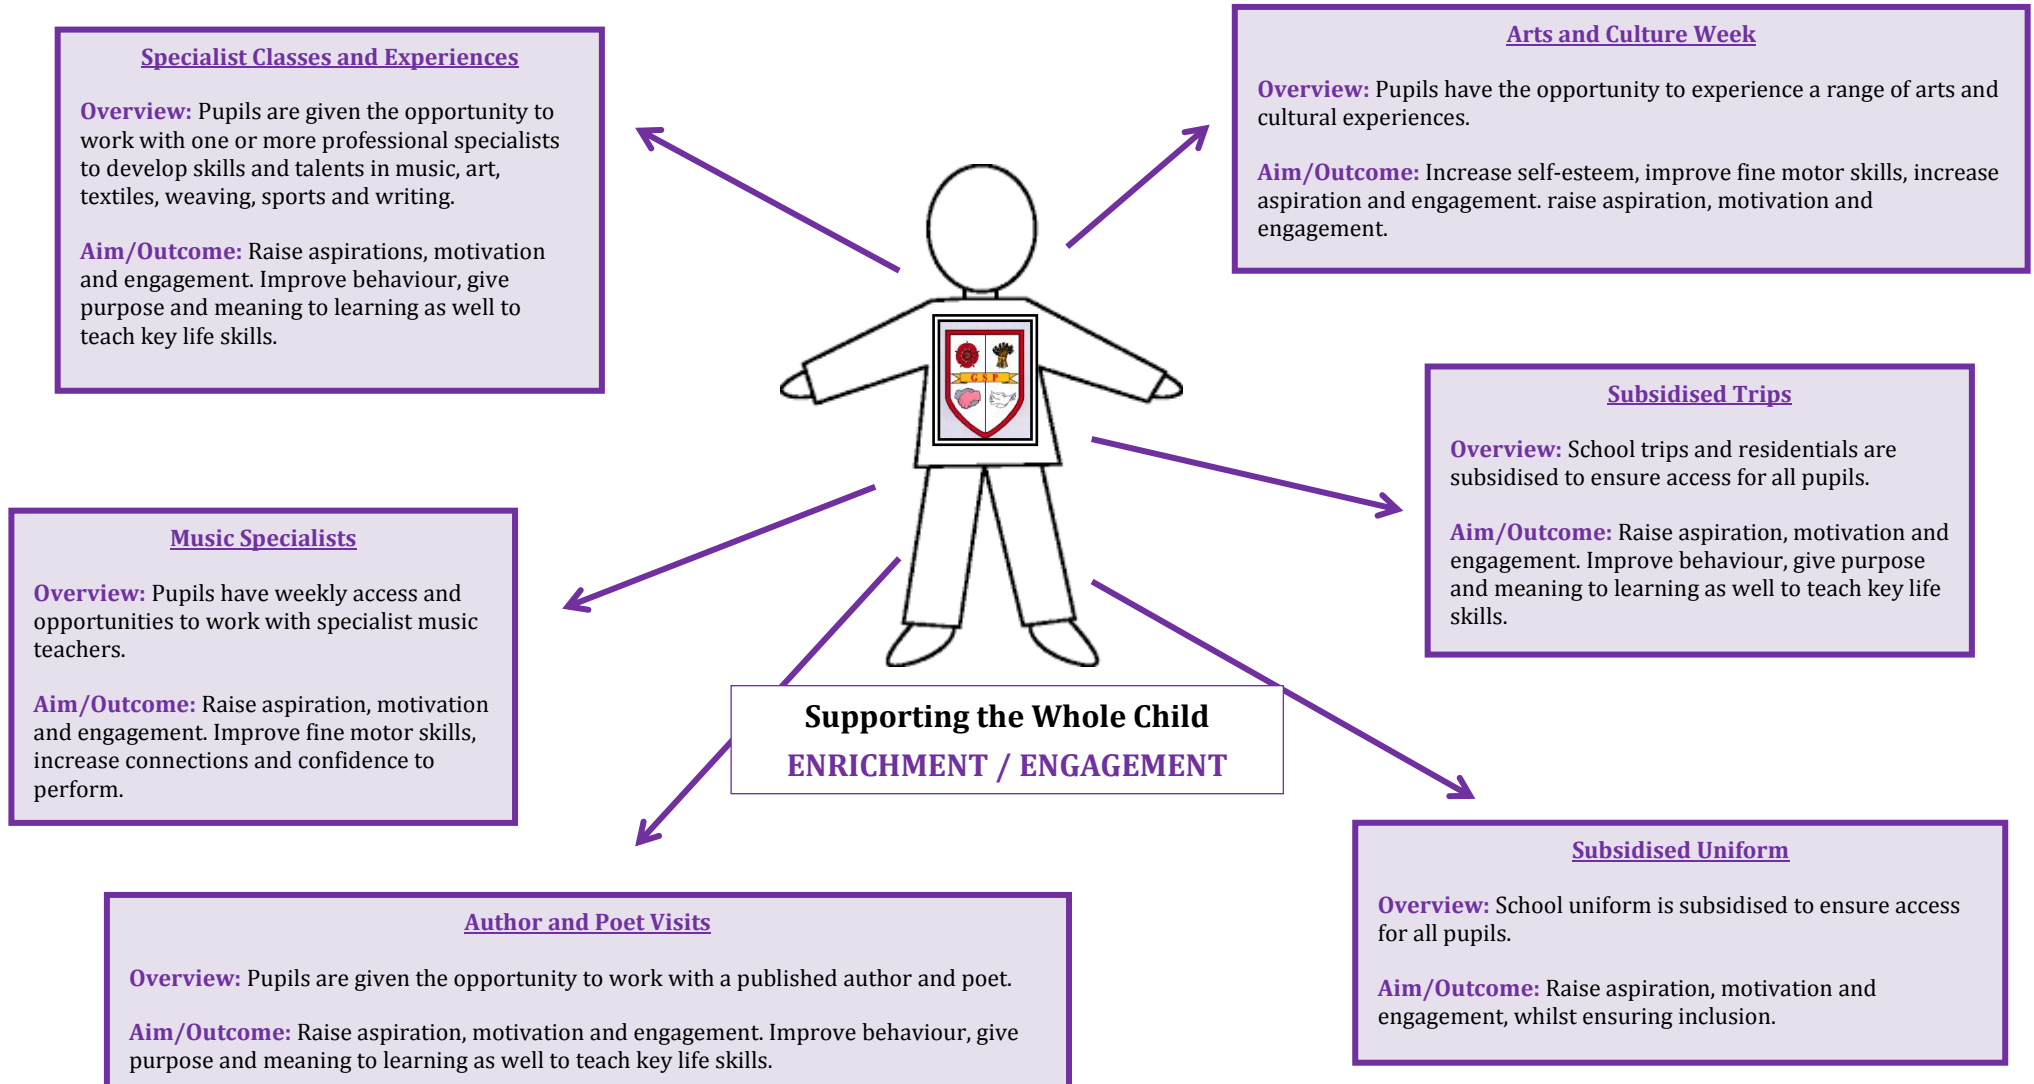 Specialist Classes and Experiences
Overview: Pupils are given the opportunity to
work with one or more professional specialists
to develop skills and talents in music, art,
textiles, weaving, sports and writing.
Aim/Outcome: Raise aspirations, motivation
and engagement. Improve behaviour, give
purpose and meaning to learning as well to
teach key life skills.
Arts and Culture Week
Overview: Pupils have the opportunity to experience a range of arts and
cultural experiences.
Aim/Outcome: Increase self-esteem, improve fine motor skills, increase
aspiration and engagement. raise aspiration, motivation and
engagement.
G S P
Subsidised Trips
Overview: School trips and residentials are
subsidised to ensure access for all pupils.
Aim/Outcome: Raise aspiration, motivation and
engagement. Improve behaviour, give purpose
and meaning to learning as well to teach key life
skills.
Music Specialists
Overview: Pupils have weekly access and
opportunities to work with specialist music
teachers.
Aim/Outcome: Raise aspiration, motivation
and engagement. Improve fine motor skills,
increase connections and confidence to
perform.
Supporting the Whole Child
ENRICHMENT / ENGAGEMENT
Subsidised Uniform
Overview: School uniform is subsidised to ensure access
for all pupils.
Aim/Outcome: Raise aspiration, motivation and
engagement, whilst ensuring inclusion.
Author and Poet Visits
Overview: Pupils are given the opportunity to work with a published author and poet.
Aim/Outcome: Raise aspiration, motivation and engagement. Improve behaviour, give
purpose and meaning to learning as well to teach key life skills.